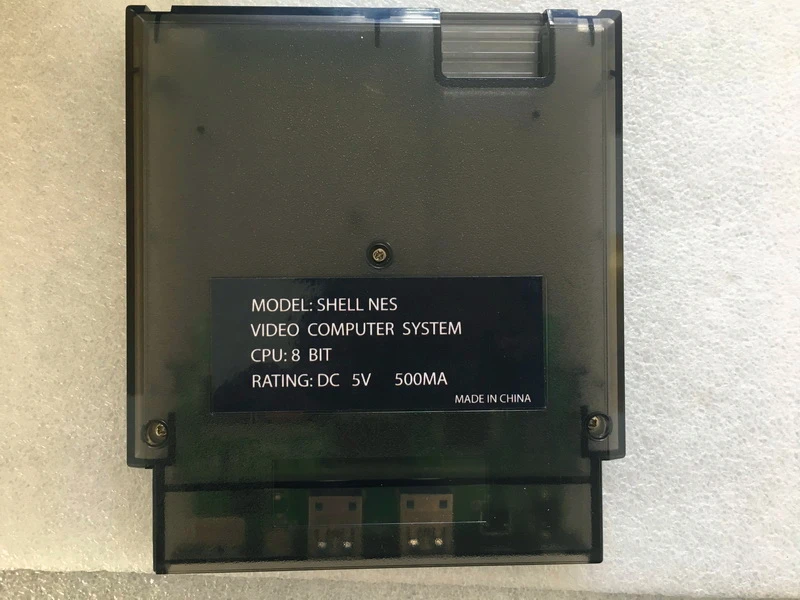 MODEL: SHELL NES
VIDEO COMPUTER SYSTEM
CPU: 8 BIT
RATING: DC 5V 500MA
MADE IN CHINA